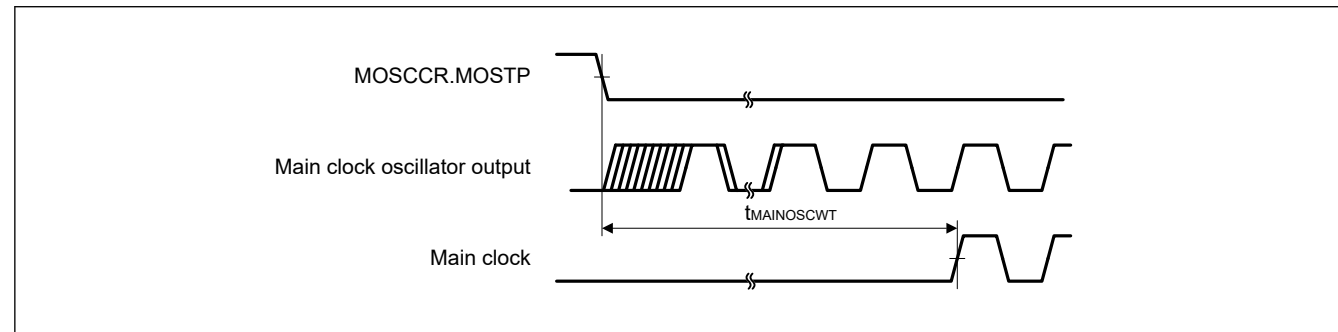 MOSCCR.MOSTP
Main clock oscillator output
tMAINOSCWT
Main clock